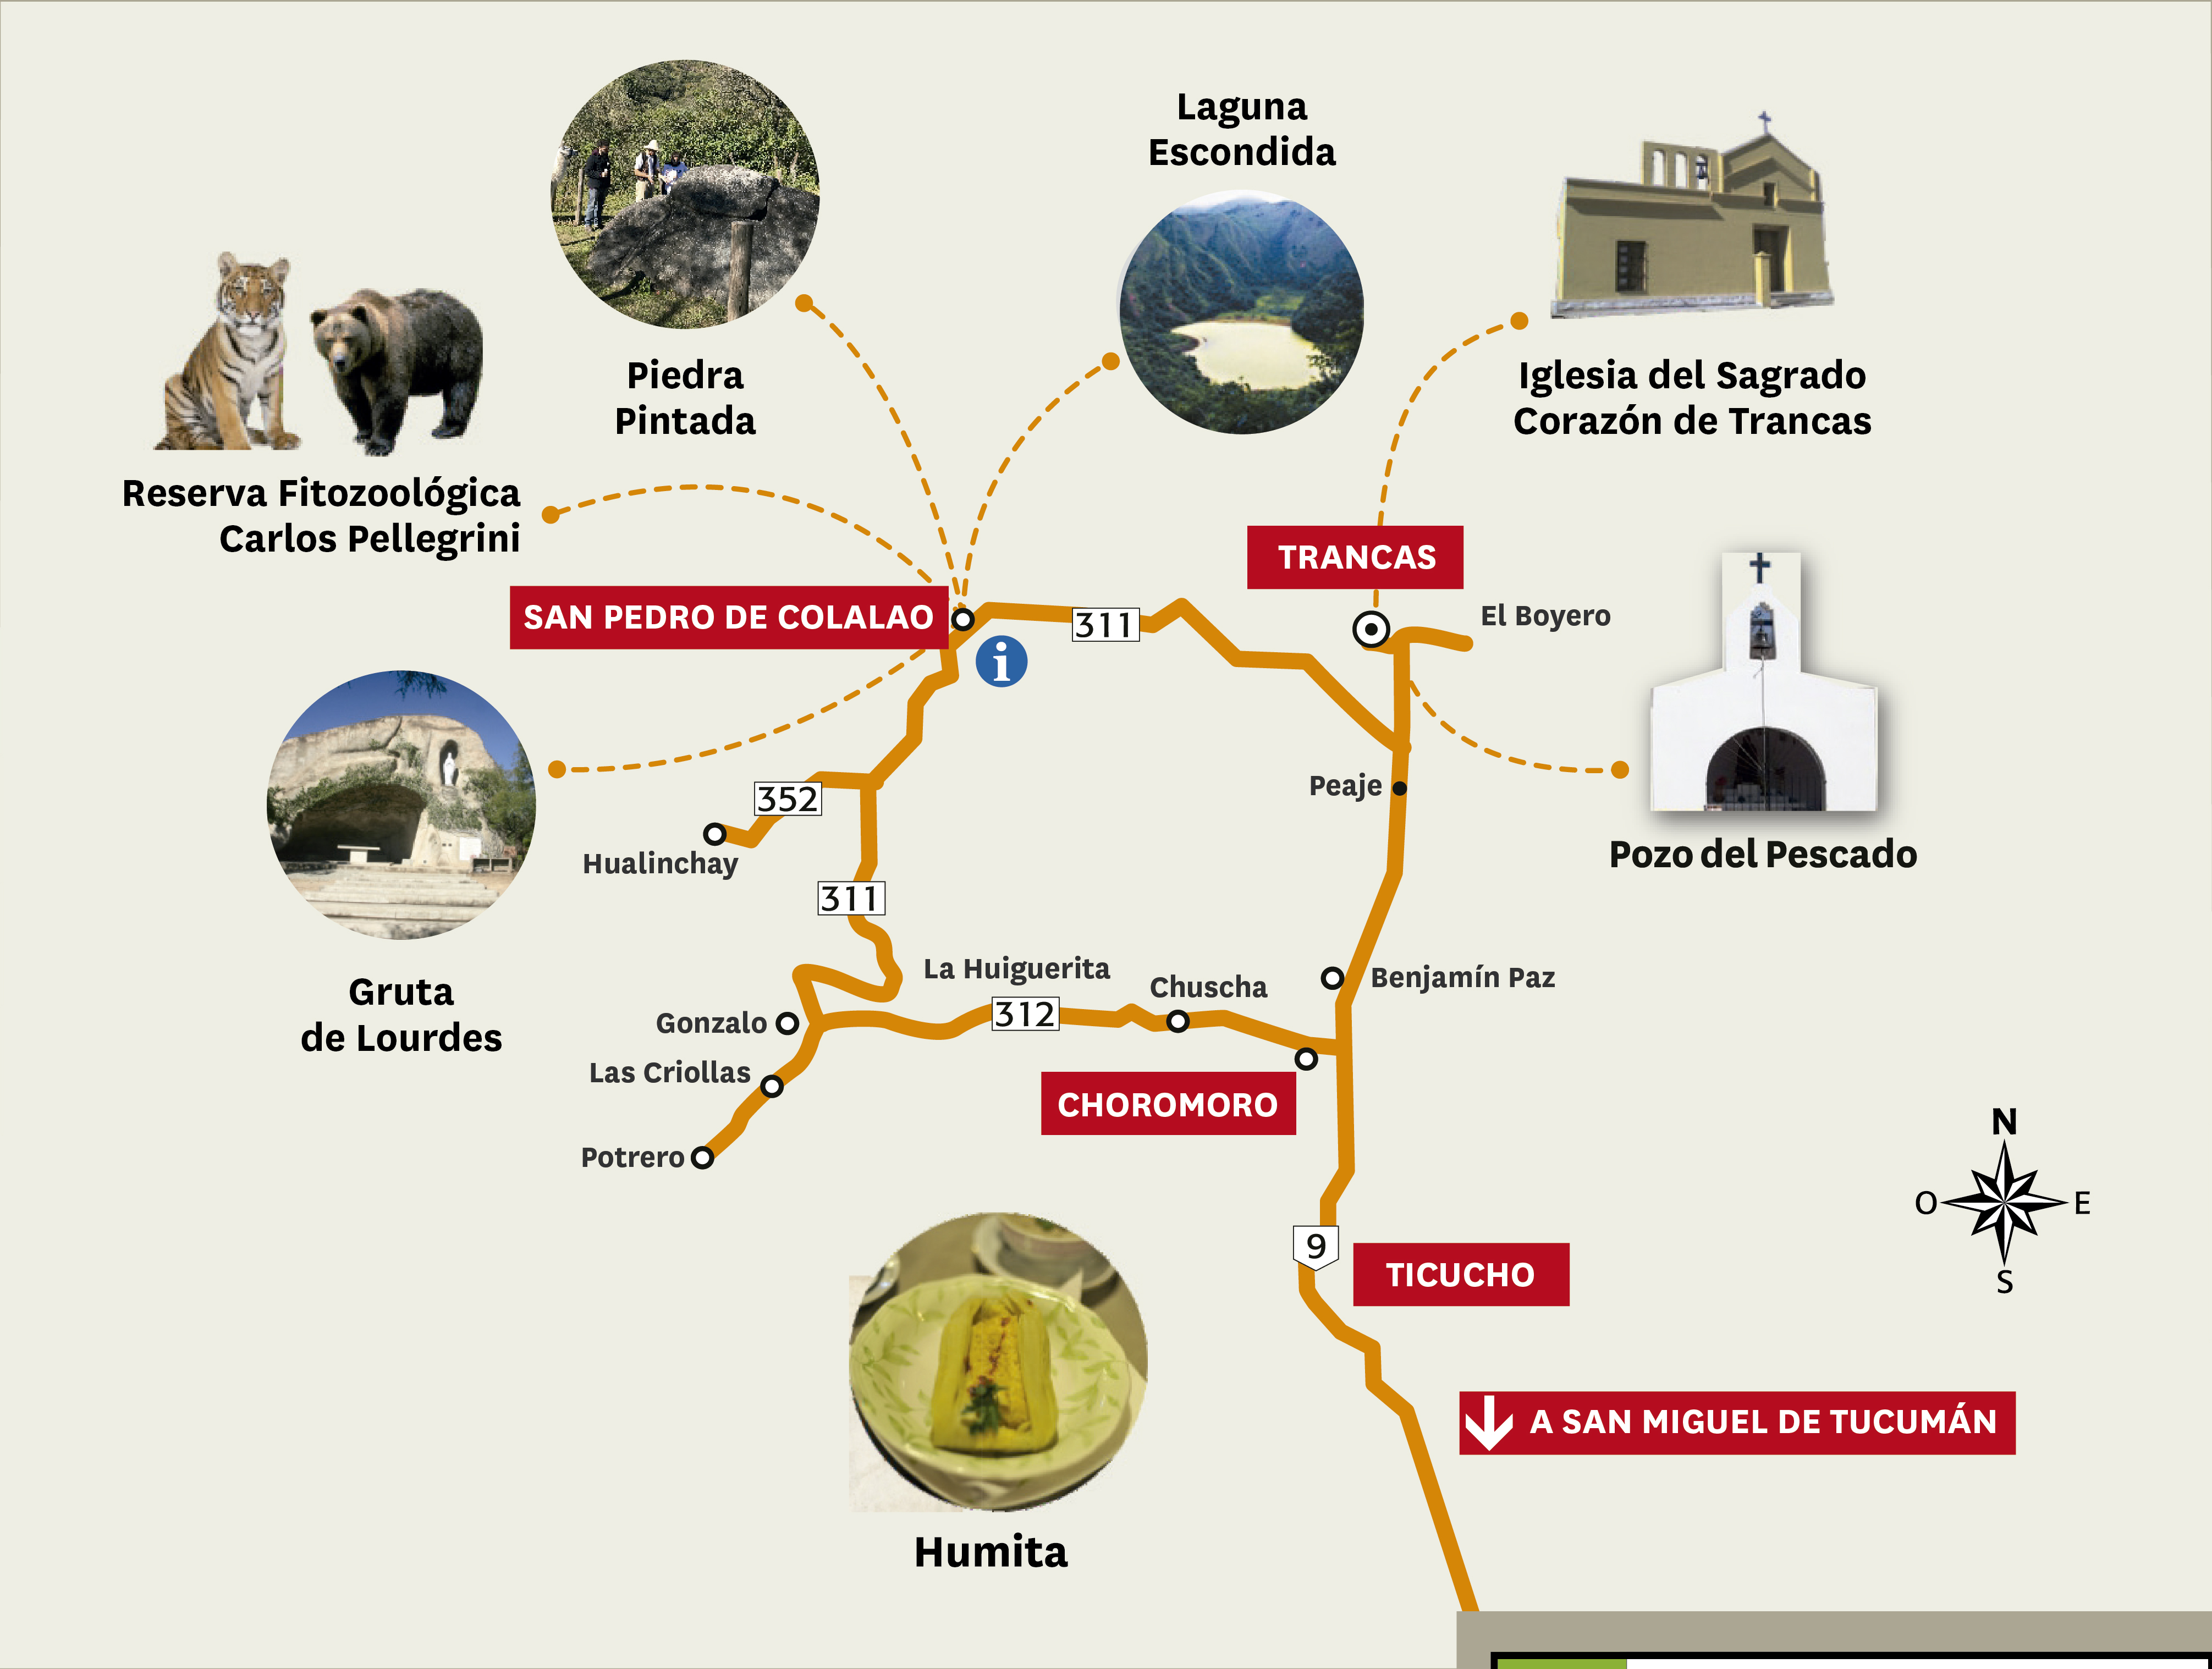 Laguna
Escondida
Piedra
Pintada
Iglesia del Sagrado
Corazón de Trancas
Reserva Fitozoológica
Carlos Pellegrini
TRANCAS
SAN PEDRO DE COLALAO
311
El Boyero
i
Peaje
352
Hualinchay
Pozo del Pescado
311
La Huiguerita
Chuscha
Benjamín Paz
Gruta
de Lourdes
Gonzalo
312
Las Criollas
CHOROMORO
Potrero
N
O
E
S
9
TICUCHO
A SAN MIGUEL DE TUCUMÁN
Humita